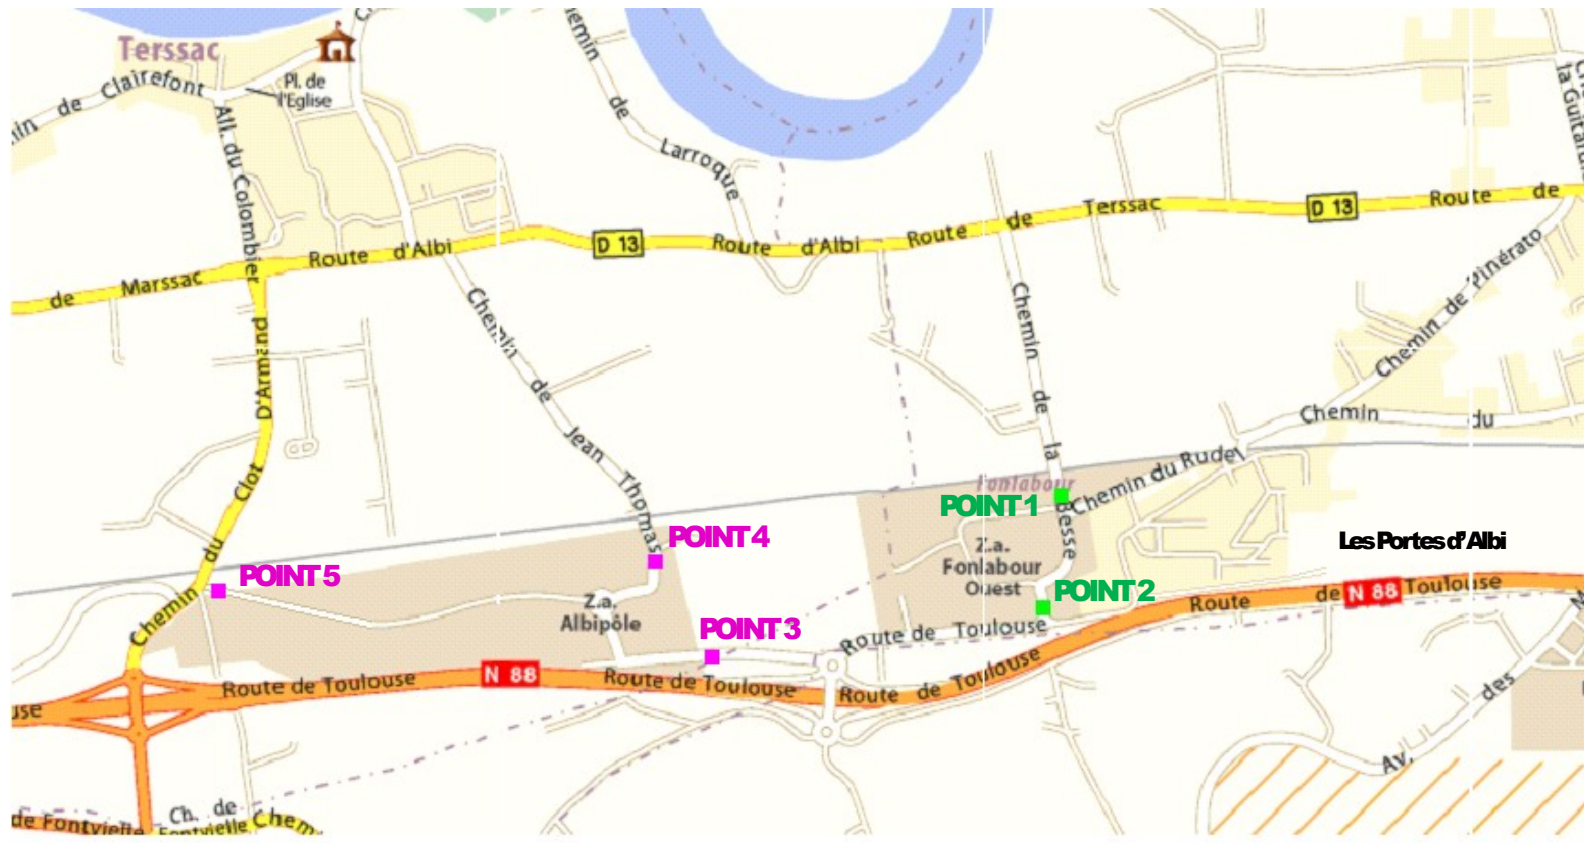 Terssac
Pl. de
l'Eglise
de Clairefont
All. du Colombier
Chemin
de
Larroque
Route d'Albi
D 13
Route d'Albi
Route de Terssac
D 13
Route de
de Marssac
la Guitard
Chemin de Pinérato
Chemin du
Chemin du Rudel
Chemin de la Besse
Chemin de Jean Thomas
Chemin du Clot D'Armand
Fonlabour
POINT 1
Z.a.
Fonlabour
Ouest
POINT 2
Les Portes d'Albi
POINT 4
POINT 5
Z.a.
Albipôle
POINT 3
Route de Toulouse
Route de N 88 Toulouse
Route de Toulouse
N 88
Route de Toulouse
Route de Toulouse
Av. des
Ch. de
Fontvielle
de Fontvielle
Chem